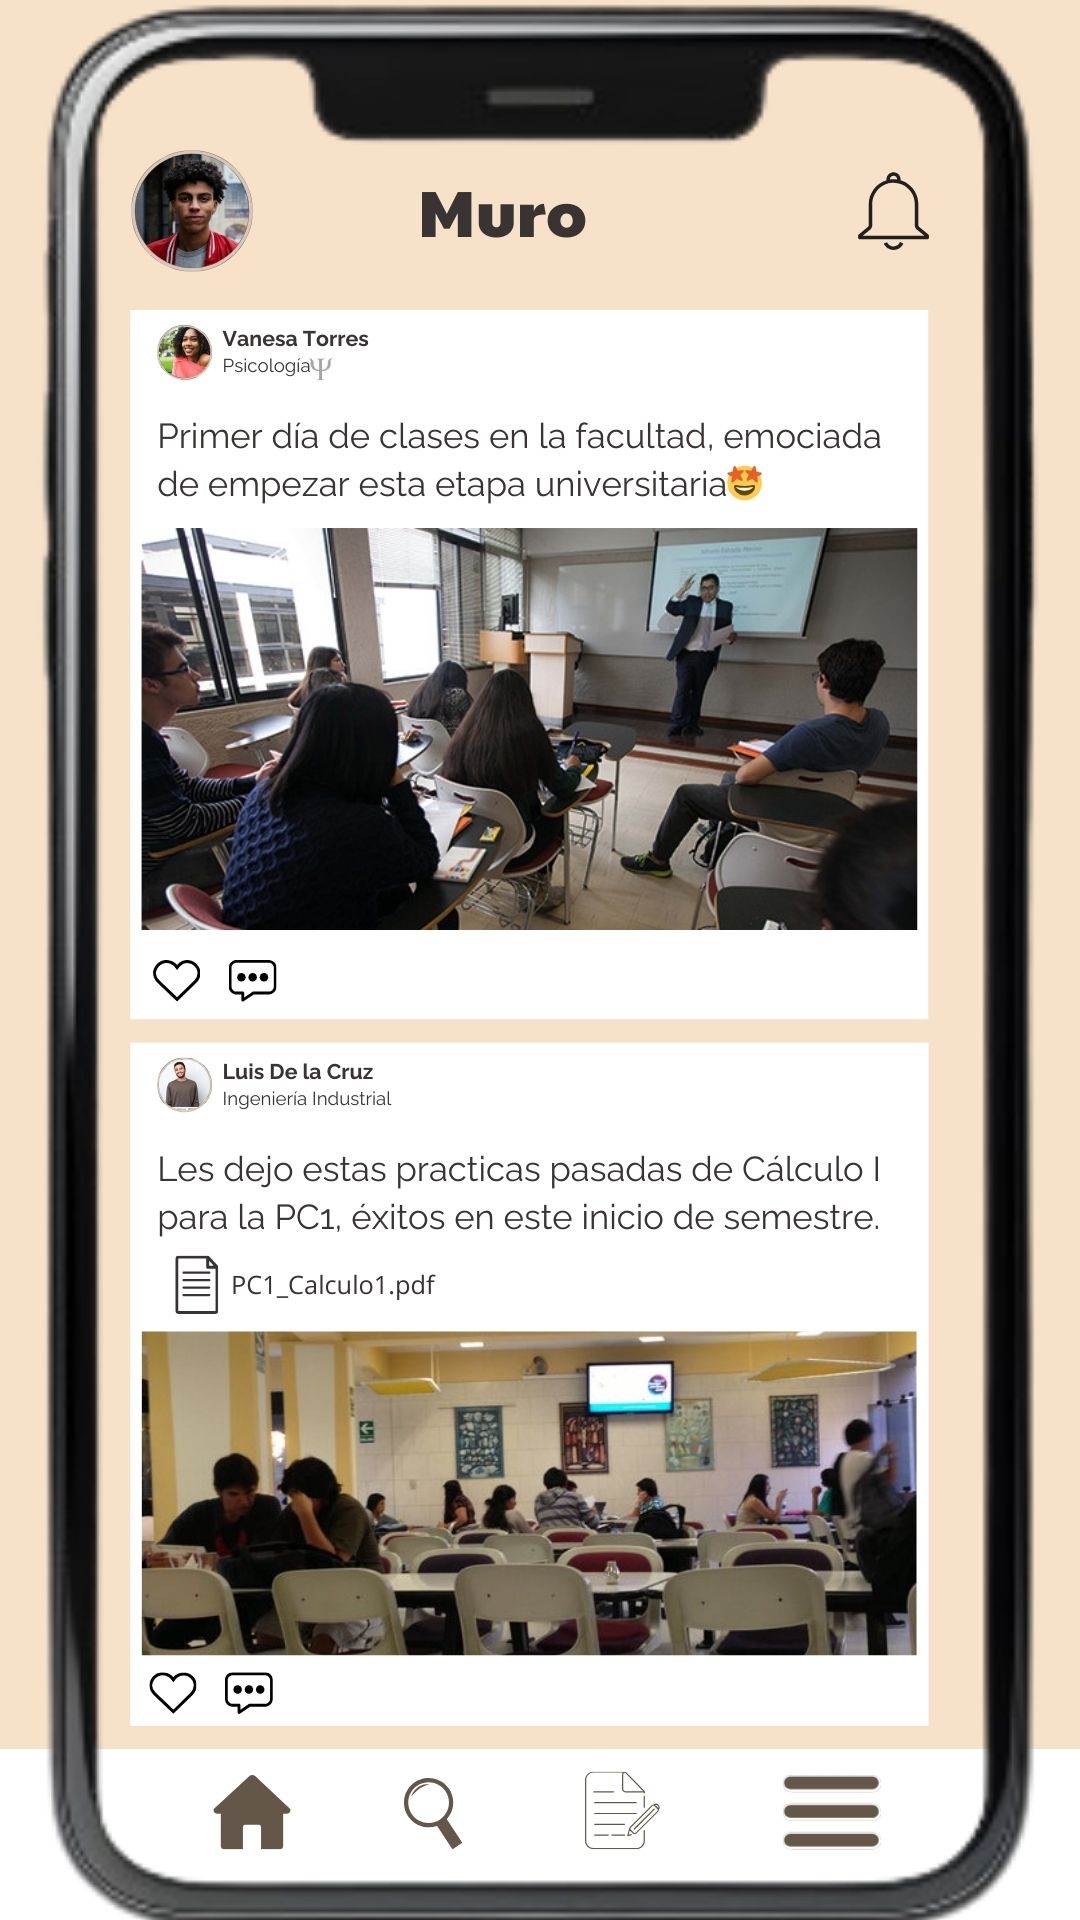 Muro
Vanesa Torres
Psicología Ψ
Primer día de clases en la facultad, emociada
de empezar esta etapa universitaria🤩
Luis De la Cruz
Ingeniería Industrial
Les dejo estas practicas pasadas de Cálculo I
para la PC1, éxitos en este inicio de semestre.
PC1_Calculo1.pdf